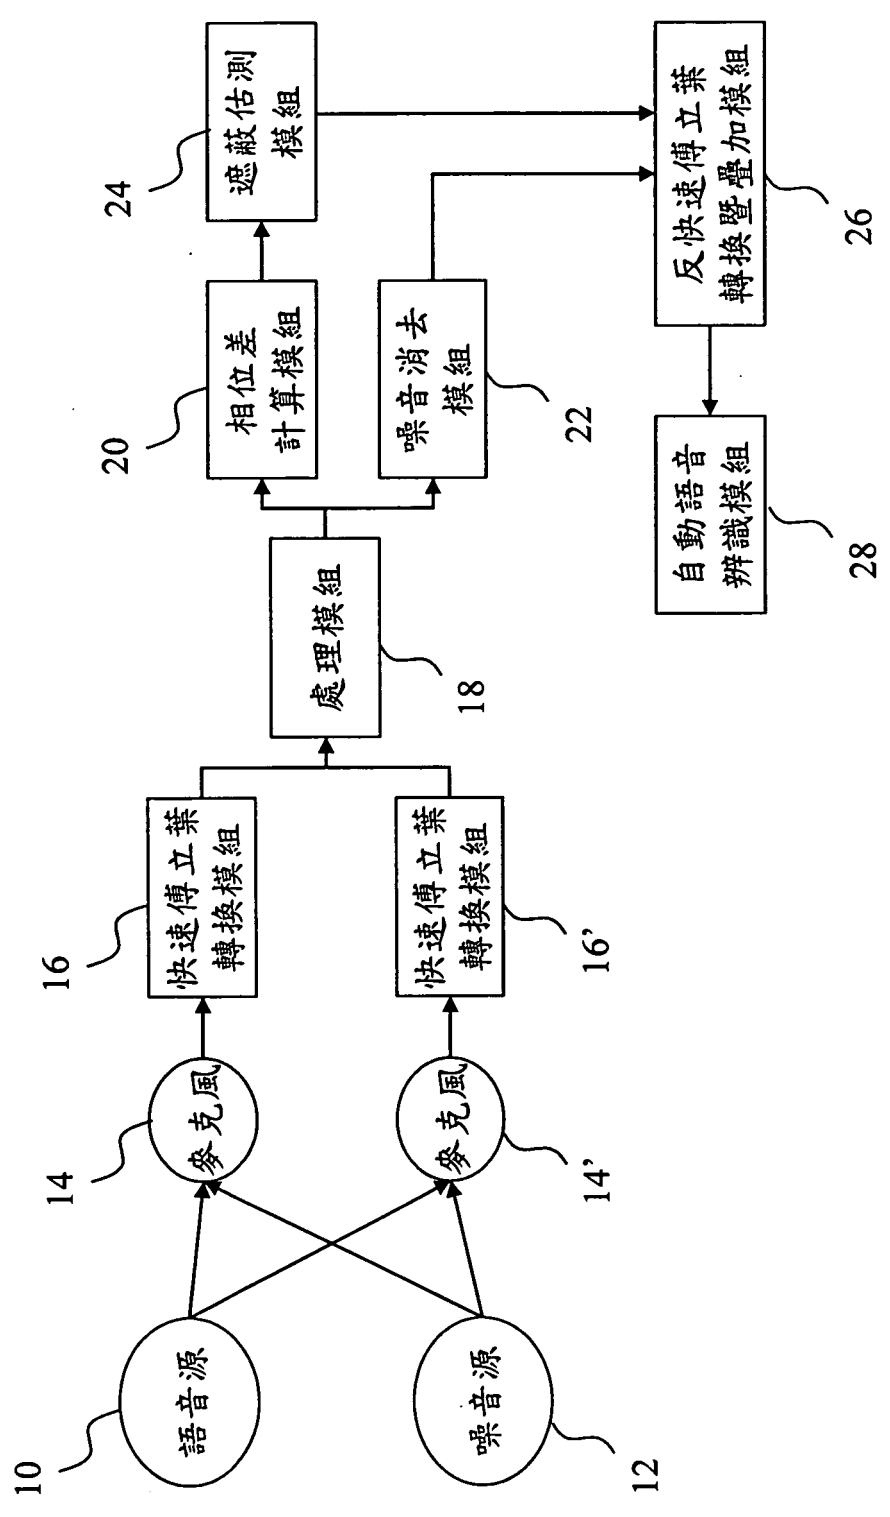 10
語音源
12
噪音源
14
麥克風
14’
麥克風
16
快速傅立葉
轉換模組
16’
快速傅立葉
轉換模組
18
處理模組
20
相位差
計算模組
22
噪音消去
模組
24
遮蔽估測
模組
26
反快速傅立葉
轉換暨疊加模組
28
自動語音
辨識模組